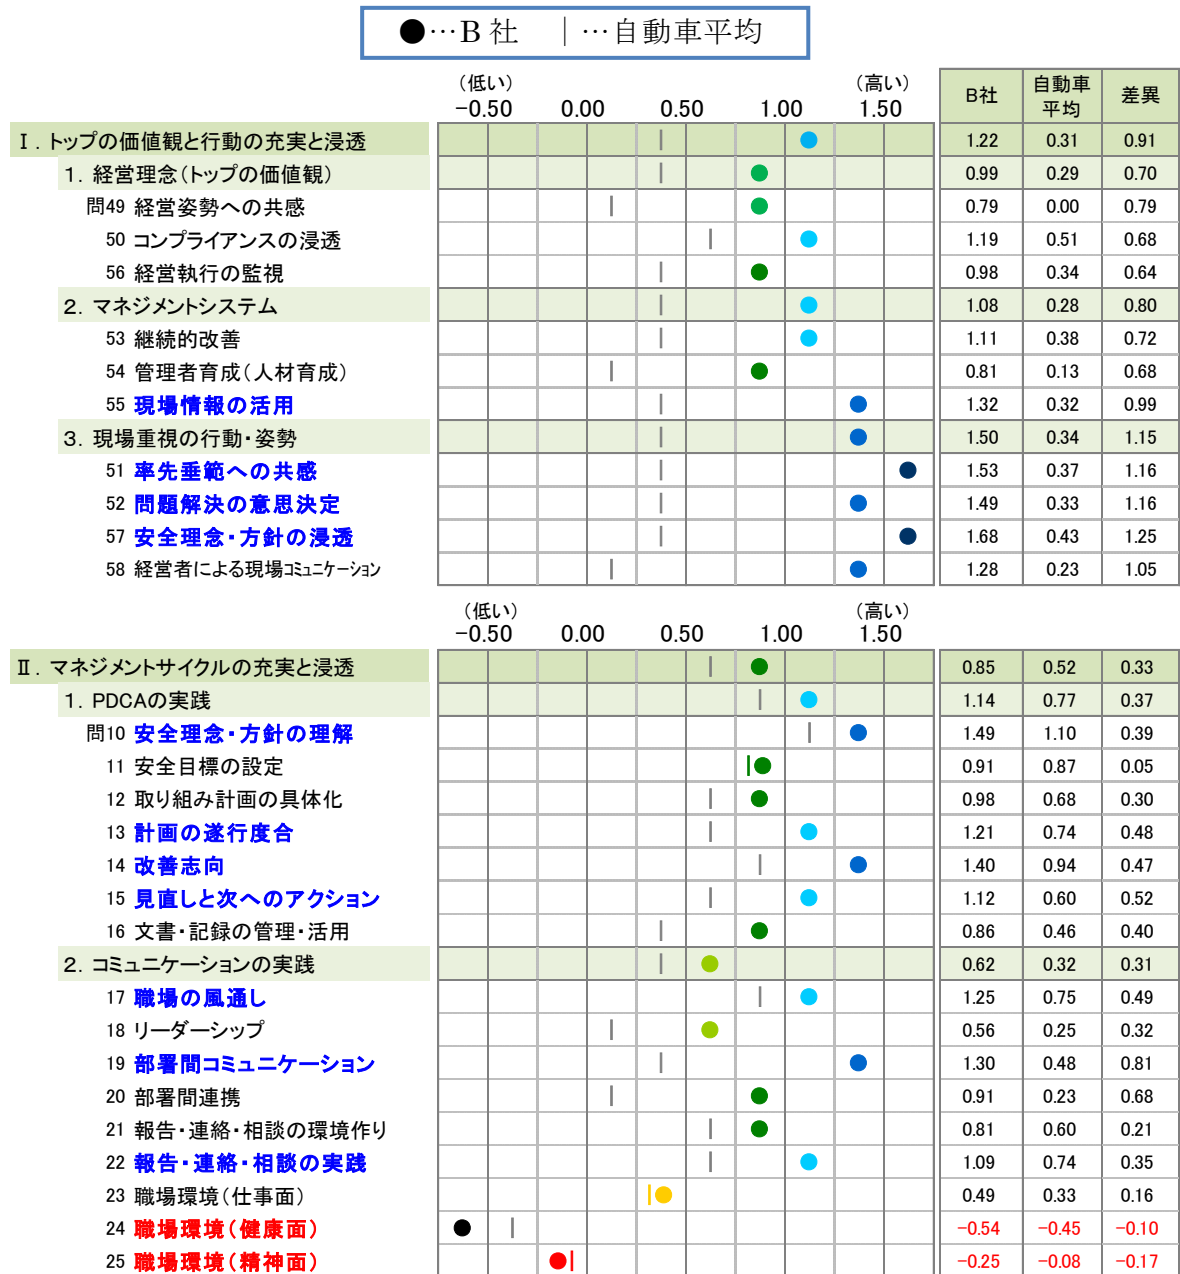 ●…B 社 ｜…自動車平均
（低い） （高い）
-0.50 0.00 0.50 1.00 1.50 B社 自動車平均 差異
Ⅰ．トップの価値観と行動の充実と浸透 1.22 0.31 0.91
1．経営理念（トップの価値観） 0.99 0.29 0.70
問49 経営姿勢への共感 0.79 0.00 0.79
50 コンプライアンスの浸透 1.19 0.51 0.68
56 経営執行の監視 0.98 0.34 0.64
2．マネジメントシステム 1.08 0.28 0.80
53 継続的改善 1.11 0.38 0.72
54 管理者育成（人材育成） 0.81 0.13 0.68
55 現場情報の活用 1.32 0.32 0.99
3．現場重視の行動・姿勢 1.50 0.34 1.15
51 率先垂範への共感 1.53 0.37 1.16
52 問題解決の意思決定 1.49 0.33 1.16
57 安全理念・方針の浸透 1.68 0.43 1.25
58 経営者による現場コミュニケーション 1.28 0.23 1.05
（低い） （高い）
-0.50 0.00 0.50 1.00 1.50
Ⅱ．マネジメントサイクルの充実と浸透 0.85 0.52 0.33
1．PDCAの実践 1.14 0.77 0.37
問10 安全理念・方針の理解 1.49 1.10 0.39
11 安全目標の設定 0.91 0.87 0.05
12 取り組み計画の具体化 0.98 0.68 0.30
13 計画の遂行度合 1.21 0.74 0.48
14 改善志向 1.40 0.94 0.47
15 見直しと次へのアクション 1.12 0.60 0.52
16 文書・記録の管理・活用 0.86 0.46 0.40
2．コミュニケーションの実践 0.62 0.32 0.31
17 職場の風通し 1.25 0.75 0.49
18 リーダーシップ 0.56 0.25 0.32
19 部署間コミュニケーション 1.30 0.48 0.81
20 部署間連携 0.91 0.23 0.68
21 報告・連絡・相談の環境作り 0.81 0.60 0.21
22 報告・連絡・相談の実践 1.09 0.74 0.35
23 職場環境（仕事面） 0.49 0.33 0.16
24 職場環境（健康面） -0.54 -0.45 -0.10
25 職場環境（精神面） -0.25 -0.08 -0.17